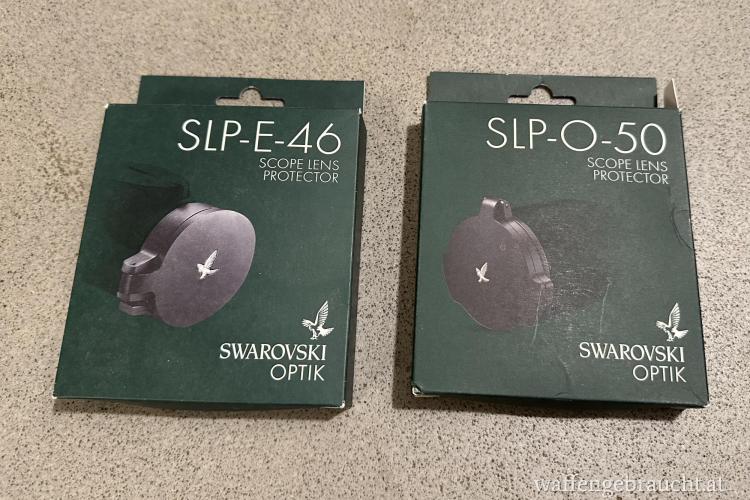 SLP-E-46
SCOPE LENS
PROTECTOR
SWAROVSKI
OPTIK
SLP-O-50
SCOPE LENS
PROTECTOR
SWAROVSKI
OPTIK
waffengebraucht.at